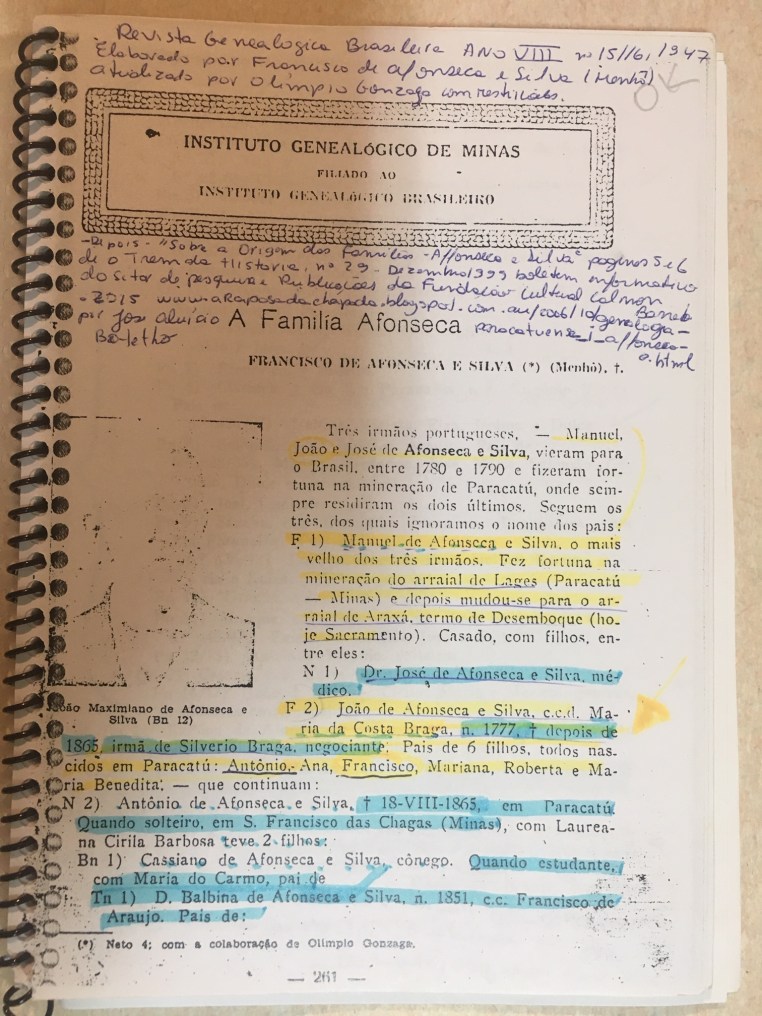 Revista Genealogica Brasileira ANO VIII nº 15/16, 1947
Elaborado por Francisco de Afonseca e Silva (Menhô)
atualizado por Olimpio Gonzaga com restrições.
OK
INSTITUTO GENEALÓGICO DE MINAS
FILIADO AO
INSTITUTO GENEALÓGICO BRASILEIRO
- Depois - "Sobre a Origem das Familias - Affonseca e Silva" paginas 5 e 6
de o Trem da Historia, nº 29 - Dezembro 1999 boletim informativo
do Setor de pesquisa e Publicações da Fundação Cultural Calmon
Barreto
- 2015 www.araposadachapada.blogspot.com.au/2006/10/genealogia-
por José Aluisio
Botelho
paracatuense_i_affonseca-
a.html
A Familia Afonseca
FRANCISCO DE AFONSECA E SILVA (*) (Menhô), †.
Três irmãos portugueses, — Manuel,
João e José de Afonseca e Silva, vieram para
o Brasil, entre 1780 e 1790 e fizeram for-
tuna na mineração de Paracatú, onde sem-
pre residiram os dois últimos. Seguem os
três, dos quais ignoramos o nome dos pais:
F 1) Manuel de Afonseca e Silva, o mais
velho dos três irmãos. Fez fortuna na
mineração do arraial de Lages (Paracatú
— Minas) e depois mudou-se para o ar-
raial de Araxá, termo de Desemboque (ho-
je Sacramento). Casado, com filhos, en-
tre eles:
N 1) Dr. José de Afonseca e Silva, mé-
dico.
João Maximiano de Afonseca e
Silva (Bn 12)
F 2) João de Afonseca e Silva, c.c.d. Ma-
ria da Costa Braga, n. 1777, † depois de
1865, irmã de Silverio Braga, negociante. Pais de 6 filhos, todos nas-
cidos em Paracatú: Antônio, Ana, Francisco, Mariana, Roberta e Ma-
ria Benedita; — que continuam:
N 2) Antônio de Afonseca e Silva, † 18-VIII-1865, em Paracatú.
Quando solteiro, em S. Francisco das Chagas (Minas), com Laurea-
na Cirila Barbosa teve 2 filhos:
Bn 1) Cassiano de Afonseca e Silva, cônego. Quando estudante,
com Maria do Carmo, pai de
Tn 1) D. Balbina de Afonseca e Silva, n. 1851, c.c. Francisco de
Araujo. Pais de:
(*) Neto 4; com a colaboração de Olimpio Gonzaga.
— 261 —